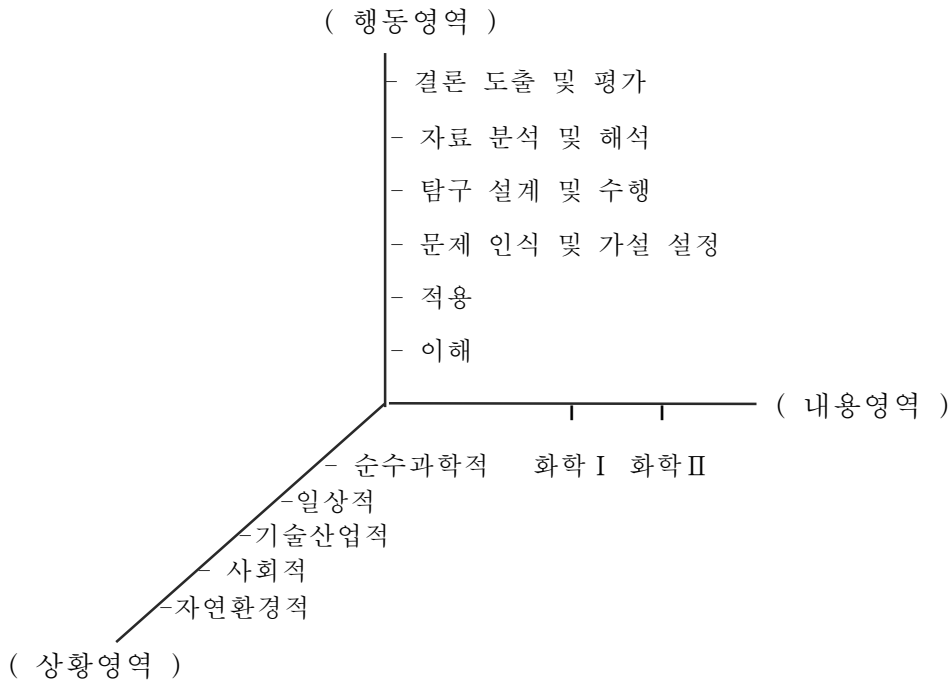 ( 행동영역 )
- 결론 도출 및 평가
- 자료 분석 및 해석
- 탐구 설계 및 수행
- 문제 인식 및 가설 설정
- 적용
- 이해
( 내용영역 )
- 순수과학적 화학Ⅰ 화학Ⅱ
-일상적
-기술산업적
- 사회적
-자연환경적
( 상황영역 )